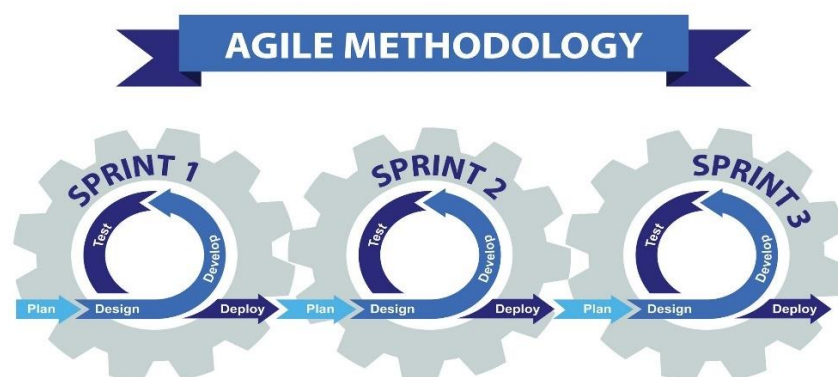 AGILE METHODOLOGY
SPRINT 1
Test
Develop
Plan
Design
Deploy
SPRINT 2
Test
Develop
Plan
Design
Deploy
SPRINT 3
Test
Develop
Plan
Design
Deploy